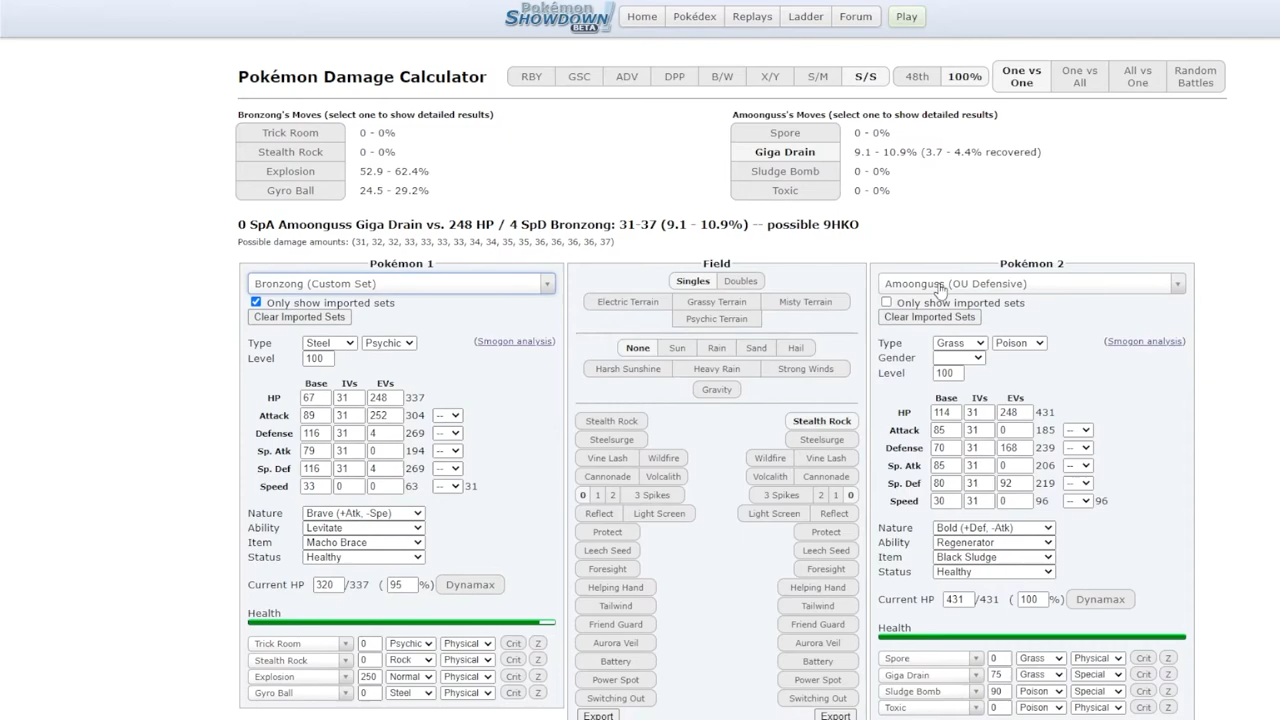 Pokémon SHOWDOWN! BETA Home Pokédex Replays Ladder Forum Play
Pokémon Damage Calculator RBY GSC ADV DPP B/W X/Y S/M S/S 48th 100% One vs One One vs All All vs One Random Battles
Bronzong's Moves (select one to show detailed results) Amoonguss's Moves (select one to show detailed results)
Trick Room 0 - 0% Spore 0 - 0%
Stealth Rock 0 - 0% Giga Drain 9.1 - 10.9% (3.7 - 4.4% recovered)
Explosion 52.9 - 62.4% Sludge Bomb 0 - 0%
Gyro Ball 24.5 - 29.2% Toxic 0 - 0%
0 SpA Amoonguss Giga Drain vs. 248 HP / 4 SpD Bronzong: 31-37 (9.1 - 10.9%) -- possible 9HKO
Possible damage amounts: (31, 32, 32, 33, 33, 33, 33, 34, 34, 35, 35, 36, 36, 36, 36, 37)
Pokémon 1
Bronzong (Custom Set)
Only show imported sets
Clear Imported Sets
Type Steel Psychic (Smogon analysis)
Level 100
Base IVs EVs
HP 67 31 248 337
Attack 89 31 252 304 --
Defense 116 31 4 269 --
Sp. Atk 79 31 0 194 --
Sp. Def 116 31 4 269 --
Speed 33 0 0 63 -- 31
Nature Brave (+Atk, -Spe)
Ability Levitate
Item Macho Brace
Status Healthy
Current HP 320 /337 ( 95 %) Dynamax
Health
Trick Room 0 Psychic Physical Crit Z
Stealth Rock 0 Rock Physical Crit Z
Explosion 250 Normal Physical Crit Z
Gyro Ball 0 Steel Physical Crit Z
Field
Singles Doubles
Electric Terrain Grassy Terrain Misty Terrain
Psychic Terrain
None Sun Rain Sand Hail
Harsh Sunshine Heavy Rain Strong Winds
Gravity
Stealth Rock Stealth Rock
Steelsurge Steelsurge
Vine Lash Wildfire Wildfire Vine Lash
Cannonade Volcalith Volcalith Cannonade
0 1 2 3 Spikes 3 Spikes 2 1 0
Reflect Light Screen Light Screen Reflect
Protect Protect
Leech Seed Leech Seed
Foresight Foresight
Helping Hand Helping Hand
Tailwind Tailwind
Friend Guard Friend Guard
Aurora Veil Aurora Veil
Battery Battery
Power Spot Power Spot
Switching Out Switching Out
Export Export
Pokémon 2
Amoonguss (OU Defensive)
Only show imported sets
Clear Imported Sets
Type Grass Poison (Smogon analysis)
Gender
Level 100
Base IVs EVs
HP 114 31 248 431
Attack 85 31 0 185 --
Defense 70 31 168 239 --
Sp. Atk 85 31 0 206 --
Sp. Def 80 31 92 219 --
Speed 30 31 0 96 -- 96
Nature Bold (+Def, -Atk)
Ability Regenerator
Item Black Sludge
Status Healthy
Current HP 431 /431 ( 100 %) Dynamax
Health
Spore 0 Grass Physical Crit Z
Giga Drain 75 Grass Special Crit Z
Sludge Bomb 90 Poison Special Crit Z
Toxic 0 Poison Physical Crit Z